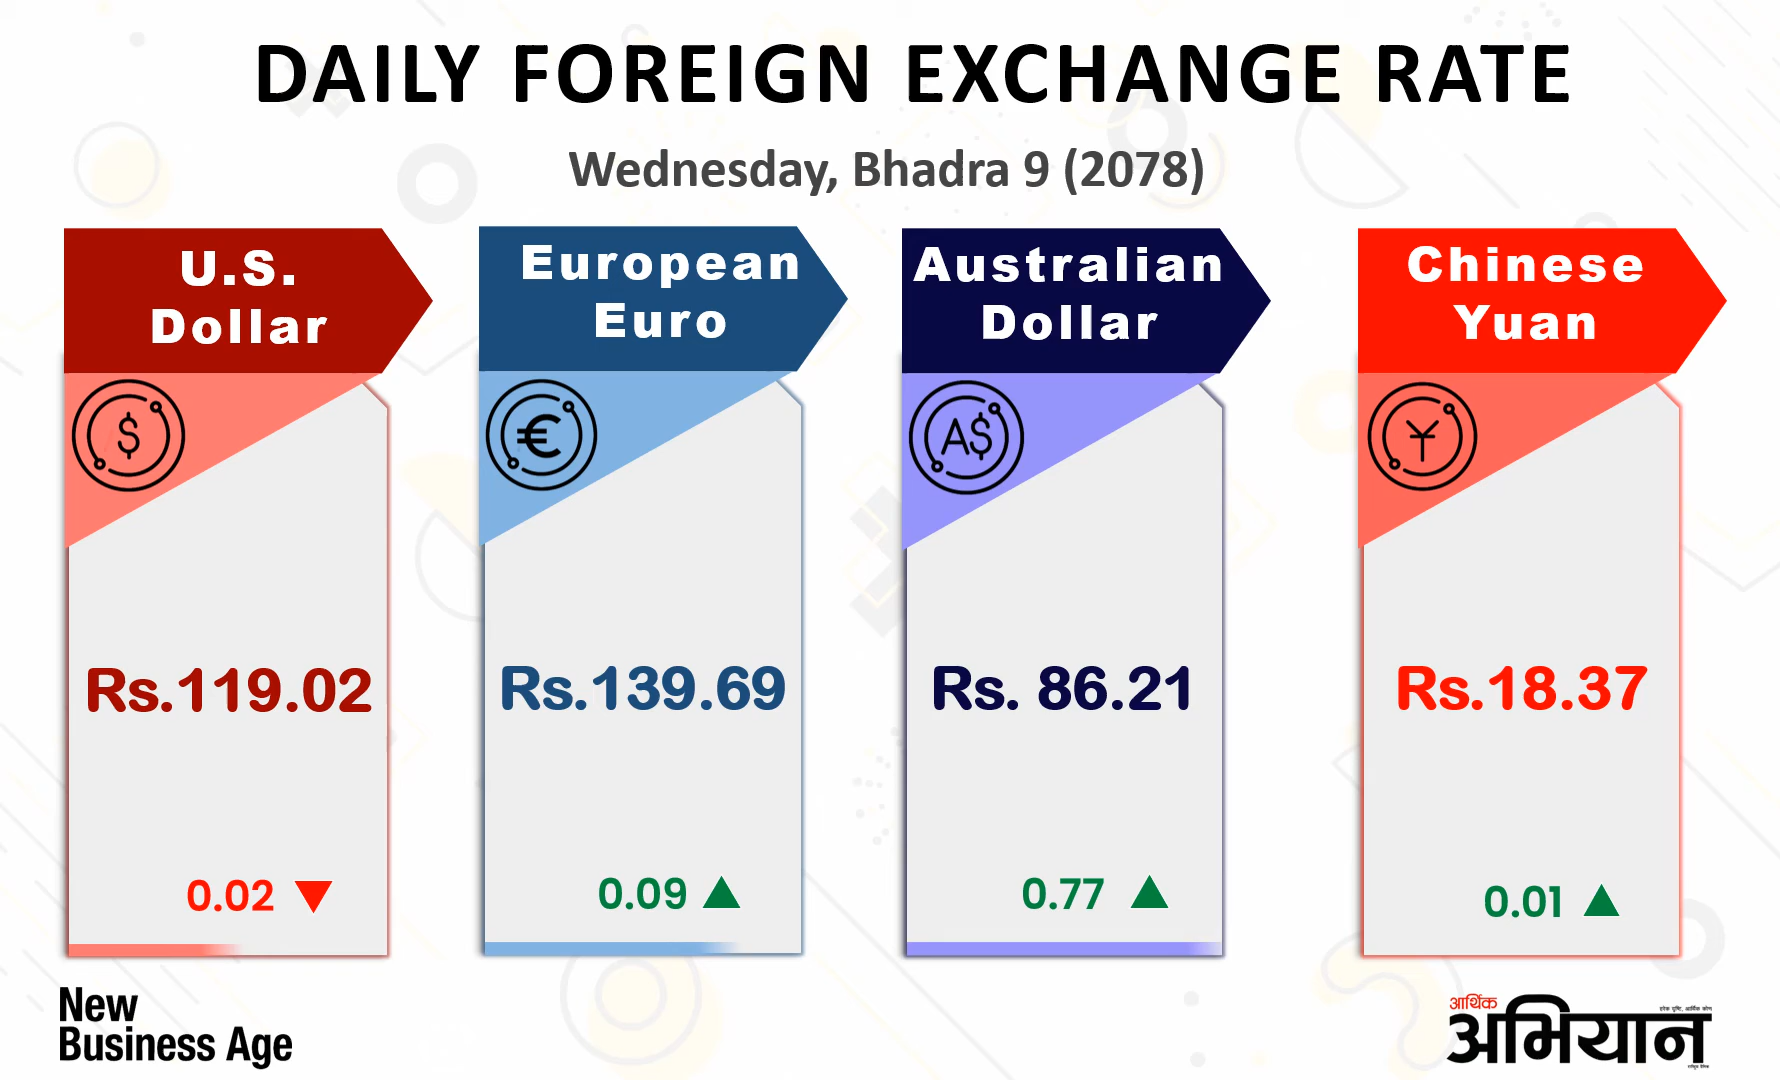 DAILY FOREIGN EXCHANGE RATE
Wednesday, Bhadra 9 (2078)
U.S.
Dollar
European
Euro
Australian
Dollar
Chinese
Yuan
$
€
A$
Rs.119.02
Rs.139.69
Rs. 86.21
Rs.18.37
0.02 ▼
0.09 ▲
0.77 ▲
0.01 ▲
New
Business Age
आर्थिक
अभियान